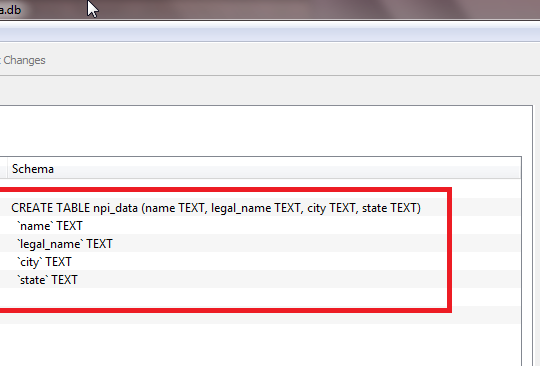 a.db
Changes
Schema
CREATE TABLE npi_data (name TEXT, legal_name TEXT, city TEXT, state TEXT)
`name` TEXT
`legal_name` TEXT
`city` TEXT
`state` TEXT